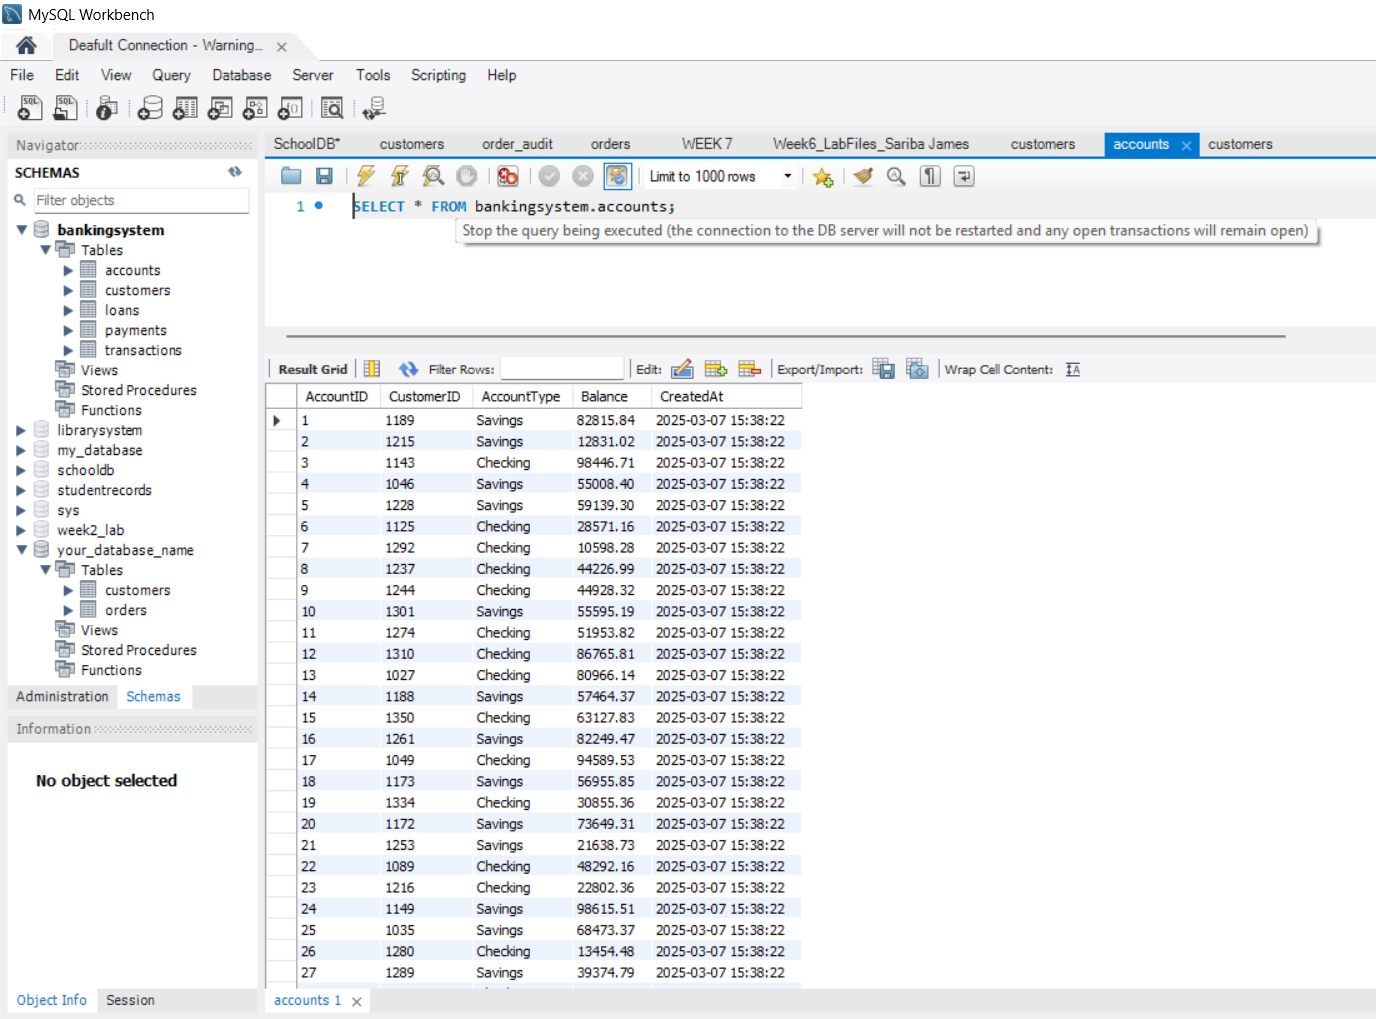 MySQL Workbench
Deafult Connection - Warning...
File Edit View Query Database Server Tools Scripting Help
Navigator
SCHEMAS
Filter objects
bankingsystem
Tables
accounts
customers
loans
payments
transactions
Views
Stored Procedures
Functions
librarysystem
my_database
schooldb
studentrecords
sys
week2_lab
your_database_name
Tables
customers
orders
Views
Stored Procedures
Functions
Administration Schemas
Information
No object selected
Object Info Session
SchoolDB* customers order_audit orders WEEK 7 Week6_LabFiles_Sariba James customers accounts customers
Limit to 1000 rows
1 SELECT * FROM bankingsystem.accounts;
Stop the query being executed (the connection to the DB server will not be restarted and any open transactions will remain open)
Result Grid Filter Rows: Edit: Export/Import: Wrap Cell Content:
AccountID CustomerID AccountType Balance CreatedAt
1 1189 Savings 82815.84 2025-03-07 15:38:22
2 1215 Savings 12831.02 2025-03-07 15:38:22
3 1143 Checking 98446.71 2025-03-07 15:38:22
4 1046 Savings 55008.40 2025-03-07 15:38:22
5 1228 Savings 59139.30 2025-03-07 15:38:22
6 1125 Checking 28571.16 2025-03-07 15:38:22
7 1292 Checking 10598.28 2025-03-07 15:38:22
8 1237 Checking 44226.99 2025-03-07 15:38:22
9 1244 Checking 44928.32 2025-03-07 15:38:22
10 1301 Savings 55595.19 2025-03-07 15:38:22
11 1274 Checking 51953.82 2025-03-07 15:38:22
12 1310 Checking 86765.81 2025-03-07 15:38:22
13 1027 Checking 80966.14 2025-03-07 15:38:22
14 1188 Savings 57464.37 2025-03-07 15:38:22
15 1350 Checking 63127.83 2025-03-07 15:38:22
16 1261 Savings 82249.47 2025-03-07 15:38:22
17 1049 Checking 94589.53 2025-03-07 15:38:22
18 1173 Savings 56955.85 2025-03-07 15:38:22
19 1334 Checking 30855.36 2025-03-07 15:38:22
20 1172 Savings 73649.31 2025-03-07 15:38:22
21 1253 Savings 21638.73 2025-03-07 15:38:22
22 1089 Checking 48292.16 2025-03-07 15:38:22
23 1216 Checking 22802.36 2025-03-07 15:38:22
24 1149 Savings 98615.51 2025-03-07 15:38:22
25 1035 Savings 68473.37 2025-03-07 15:38:22
26 1280 Checking 13454.48 2025-03-07 15:38:22
27 1289 Savings 39374.79 2025-03-07 15:38:22
accounts 1